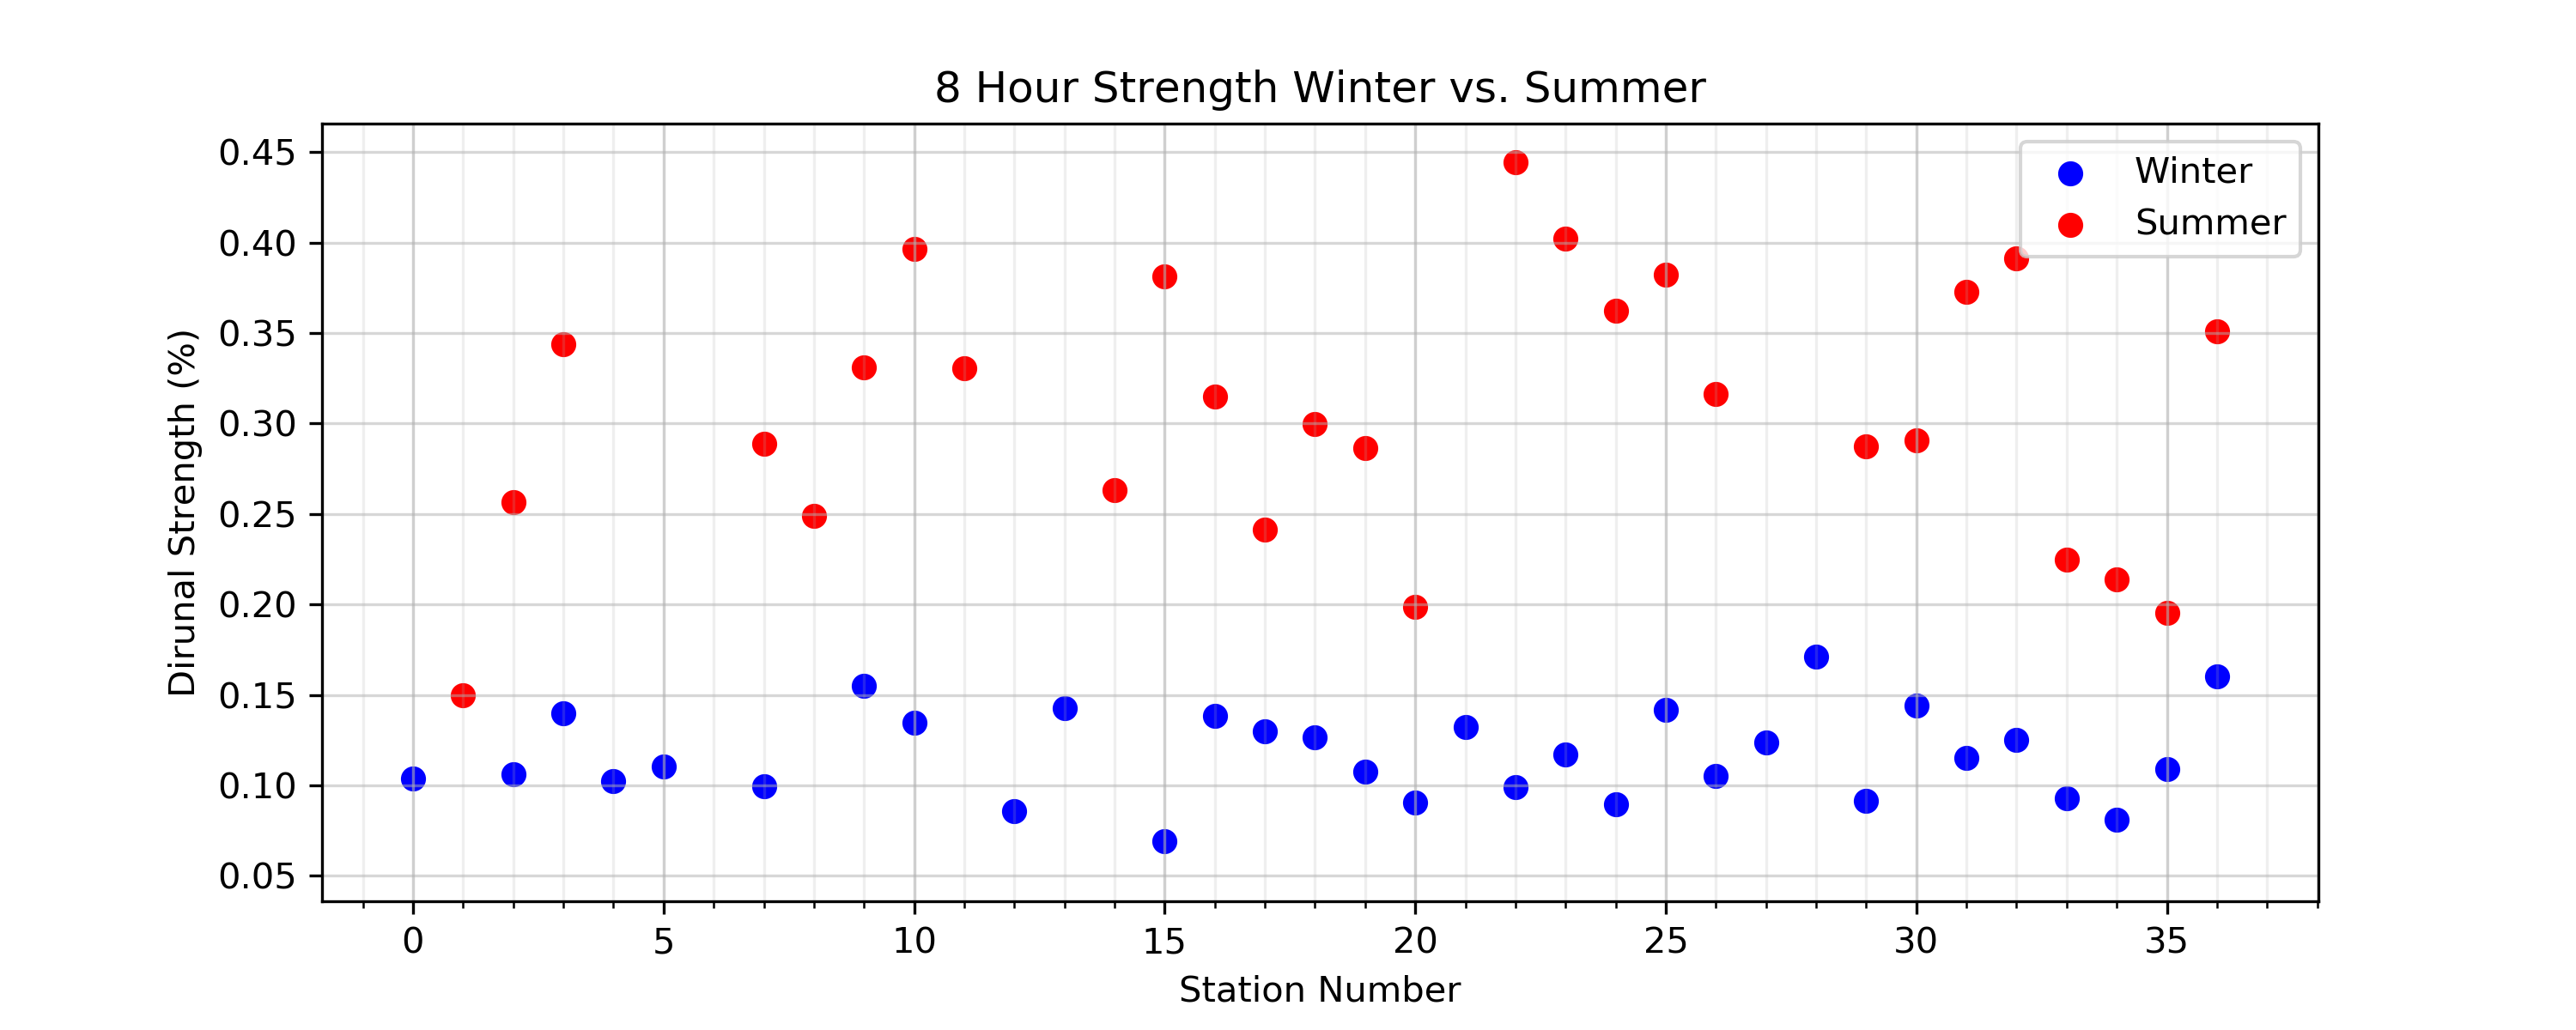 8 Hour Strength Winter vs. Summer
Winter
Summer
Dirunal Strength (%)
0.45
0.40
0.35
0.30
0.25
0.20
0.15
0.10
0.05
0 5 10 15 20 25 30 35
Station Number